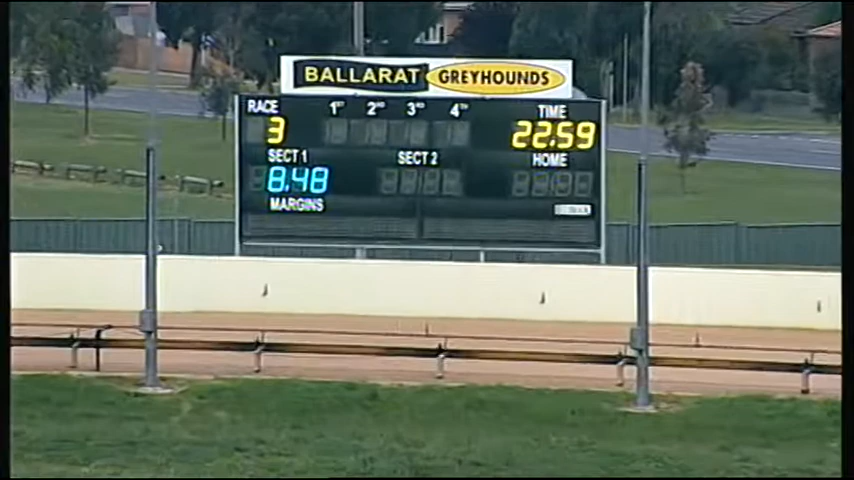 BALLARAT GREYHOUNDS
RACE 1ST 2ND 3RD 4TH TIME
3 22.59
SECT 1 SECT 2 HOME
8.48
MARGINS